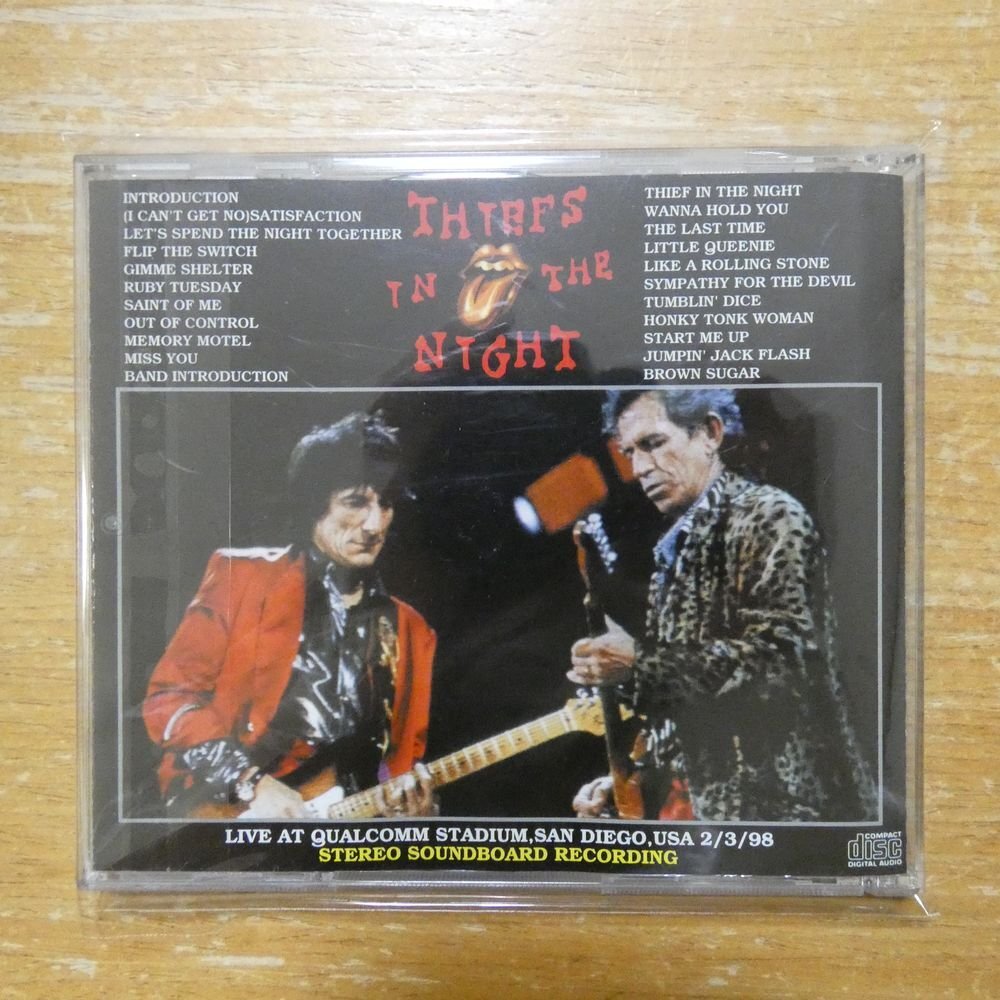 INTRODUCTION
(I CAN'T GET NO)SATISFACTION
LET'S SPEND THE NIGHT TOGETHER
FLIP THE SWITCH
GIMME SHELTER
RUBY TUESDAY
SAINT OF ME
OUT OF CONTROL
MEMORY MOTEL
MISS YOU
BAND INTRODUCTION
THIEFS
IN THE
NIGHT
THIEF IN THE NIGHT
WANNA HOLD YOU
THE LAST TIME
LITTLE QUEENIE
LIKE A ROLLING STONE
SYMPATHY FOR THE DEVIL
TUMBLIN' DICE
HONKY TONK WOMAN
START ME UP
JUMPIN' JACK FLASH
BROWN SUGAR
LIVE AT QUALCOMM STADIUM,SAN DIEGO,USA 2/3/98
STEREO SOUNDBOARD RECORDING
COMPACT
disc
DIGITAL AUDIO